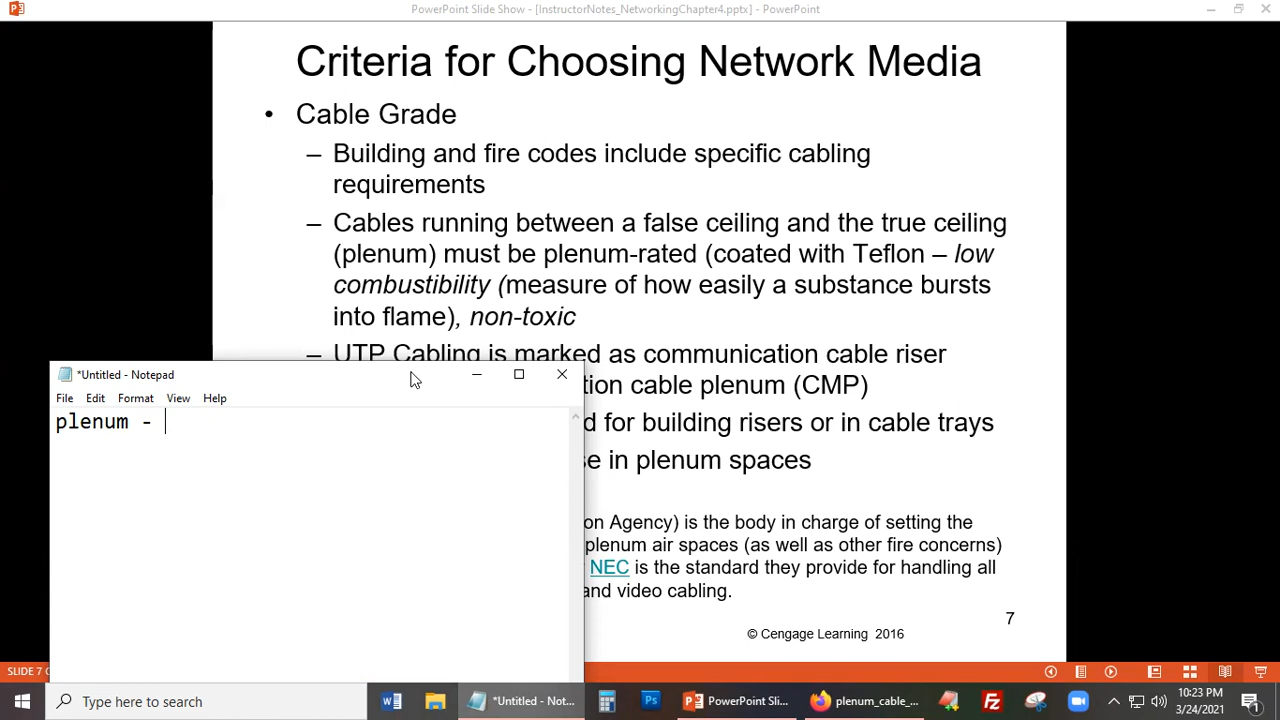 PowerPoint Slide Show - [InstructorNotes_NetworkingChapter4.pptx] - PowerPoint
Criteria for Choosing Network Media
• Cable Grade
– Building and fire codes include specific cabling
requirements
– Cables running between a false ceiling and the true ceiling
(plenum) must be plenum-rated (coated with Teflon – low
combustibility (measure of how easily a substance bursts
into flame), non-toxic
– UTP Cabling is marked as communication cable riser
tion cable plenum (CMP)
d for building risers or in cable trays
se in plenum spaces
on Agency) is the body in charge of setting the
plenum air spaces (as well as other fire concerns)
NEC is the standard they provide for handling all
and video cabling.
7
© Cengage Learning 2016
*Untitled - Notepad
File Edit Format View Help
plenum -
SLIDE 7 O
Type here to search
*Untitled - Not...
PowerPoint Sli...
plenum_cable_...
10:23 PM
3/24/2021